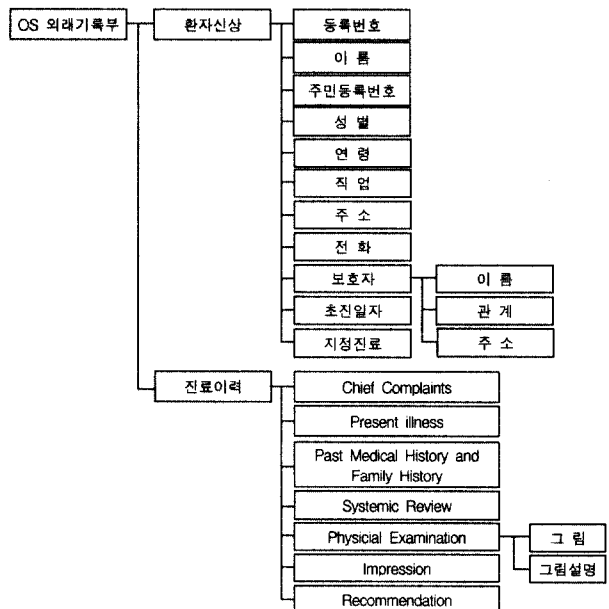 OS 외래기록부
환자신상
등록번호
이 름
주민등록번호
성 별
연 령
직 업
주 소
전 화
보호자
이 름
초진일자
관 계
지정진료
주 소
진료이력
Chief Complaints
Present illness
Past Medical History and
Family History
Systemic Review
Physicial Examination
그 림
Impression
그림설명
Recommendation